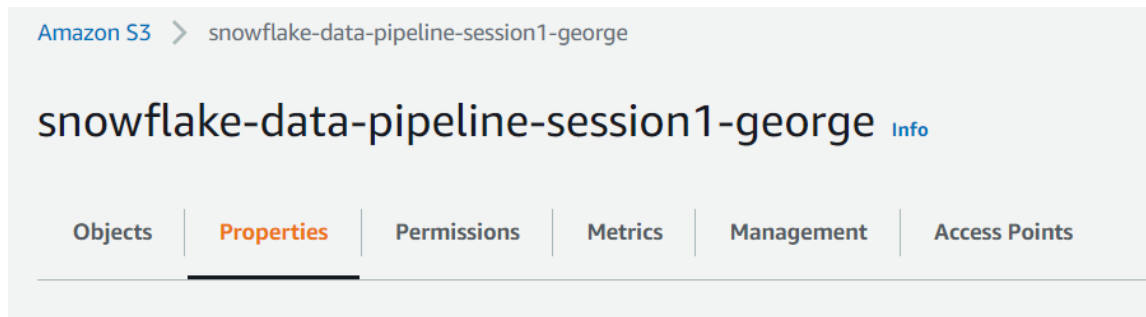 Amazon S3 > snowflake-data-pipeline-session1-george
snowflake-data-pipeline-session1-george Info
Objects Properties Permissions Metrics Management Access Points